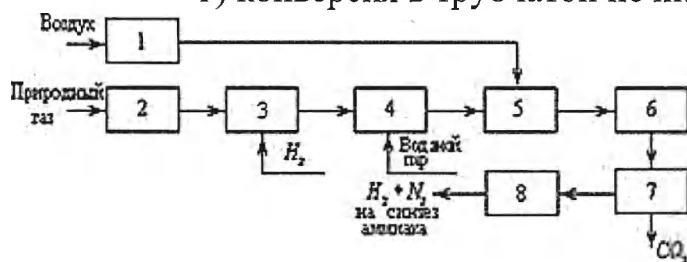 Воздух
1
Природный
газ
2
3
4
5
6
H₂
Водяной
пар
H₂ + N₂
на синтез
аммиака
8
7
CO₂